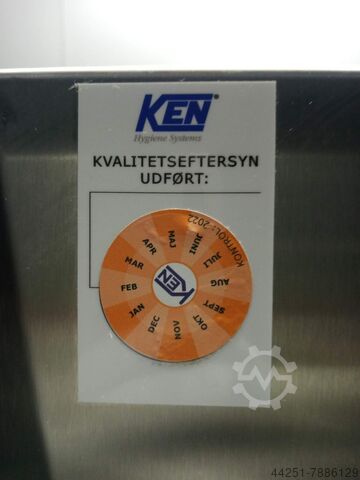 KEN
Hygiene Systems
KVALITETSEFTERSYN
UDFØRT:
KONTROL: 2022
JAN
FEB
MAR
APR
MAJ
JUNI
JULI
AUG
SEPT
OKT
NOV
DEC
KEN
44251-7886129